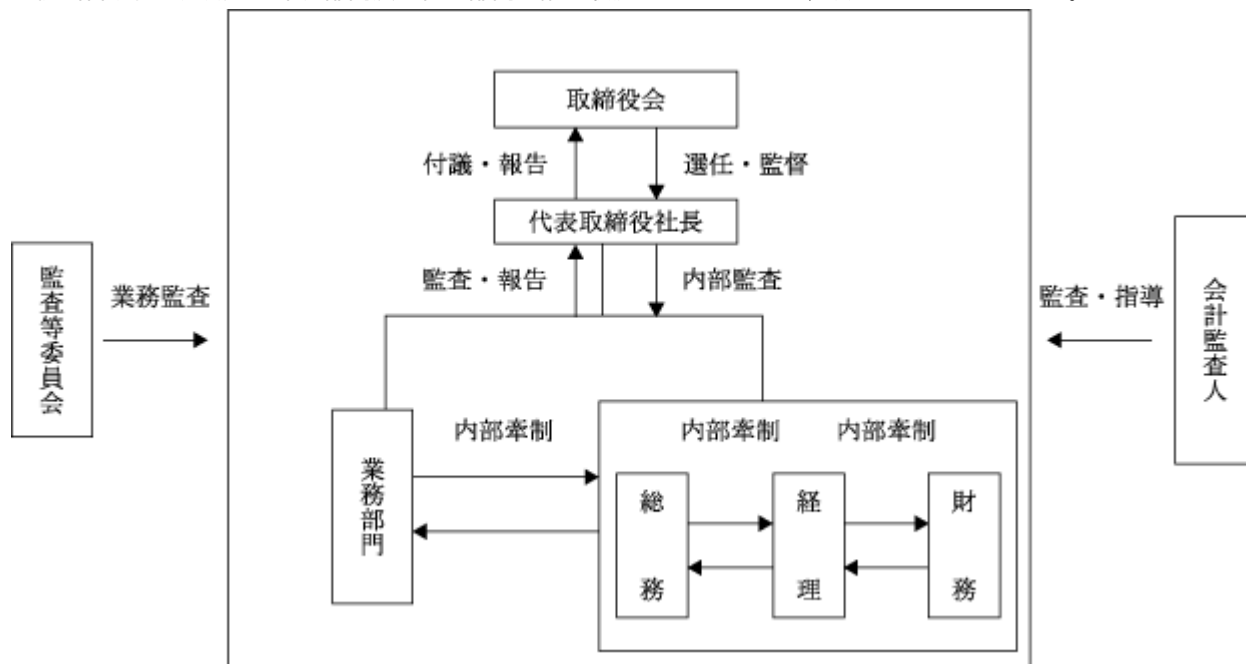 取締役会
付議・報告
選任・監督
代表取締役社長
監査・報告
内部監査
監査等委員会
業務監査
監査・指導
会計監査人
内部牽制
内部牽制
内部牽制
業務部門
総務
経理
財務